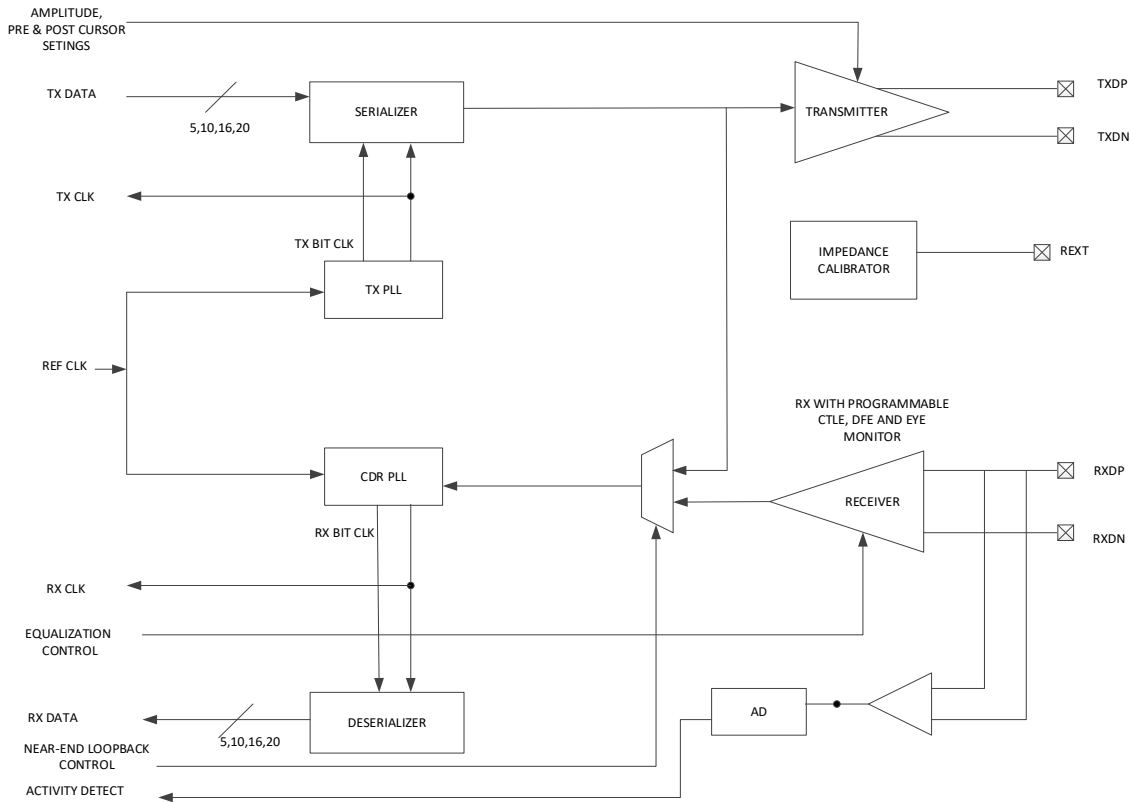 AMPLITUDE,
PRE & POST CURSOR
SETINGS
TX DATA
5,10,16,20
SERIALIZER
TRANSMITTER
TXDP
TXDN
TX CLK
TX BIT CLK
TX PLL
IMPEDANCE
CALIBRATOR
REXT
REF CLK
RX WITH PROGRAMMABLE
CTLE, DFE AND EYE
MONITOR
CDR PLL
RECEIVER
RXDP
RXDN
RX BIT CLK
RX CLK
EQUALIZATION
CONTROL
RX DATA
5,10,16,20
DESERIALIZER
AD
NEAR-END LOOPBACK
CONTROL
ACTIVITY DETECT